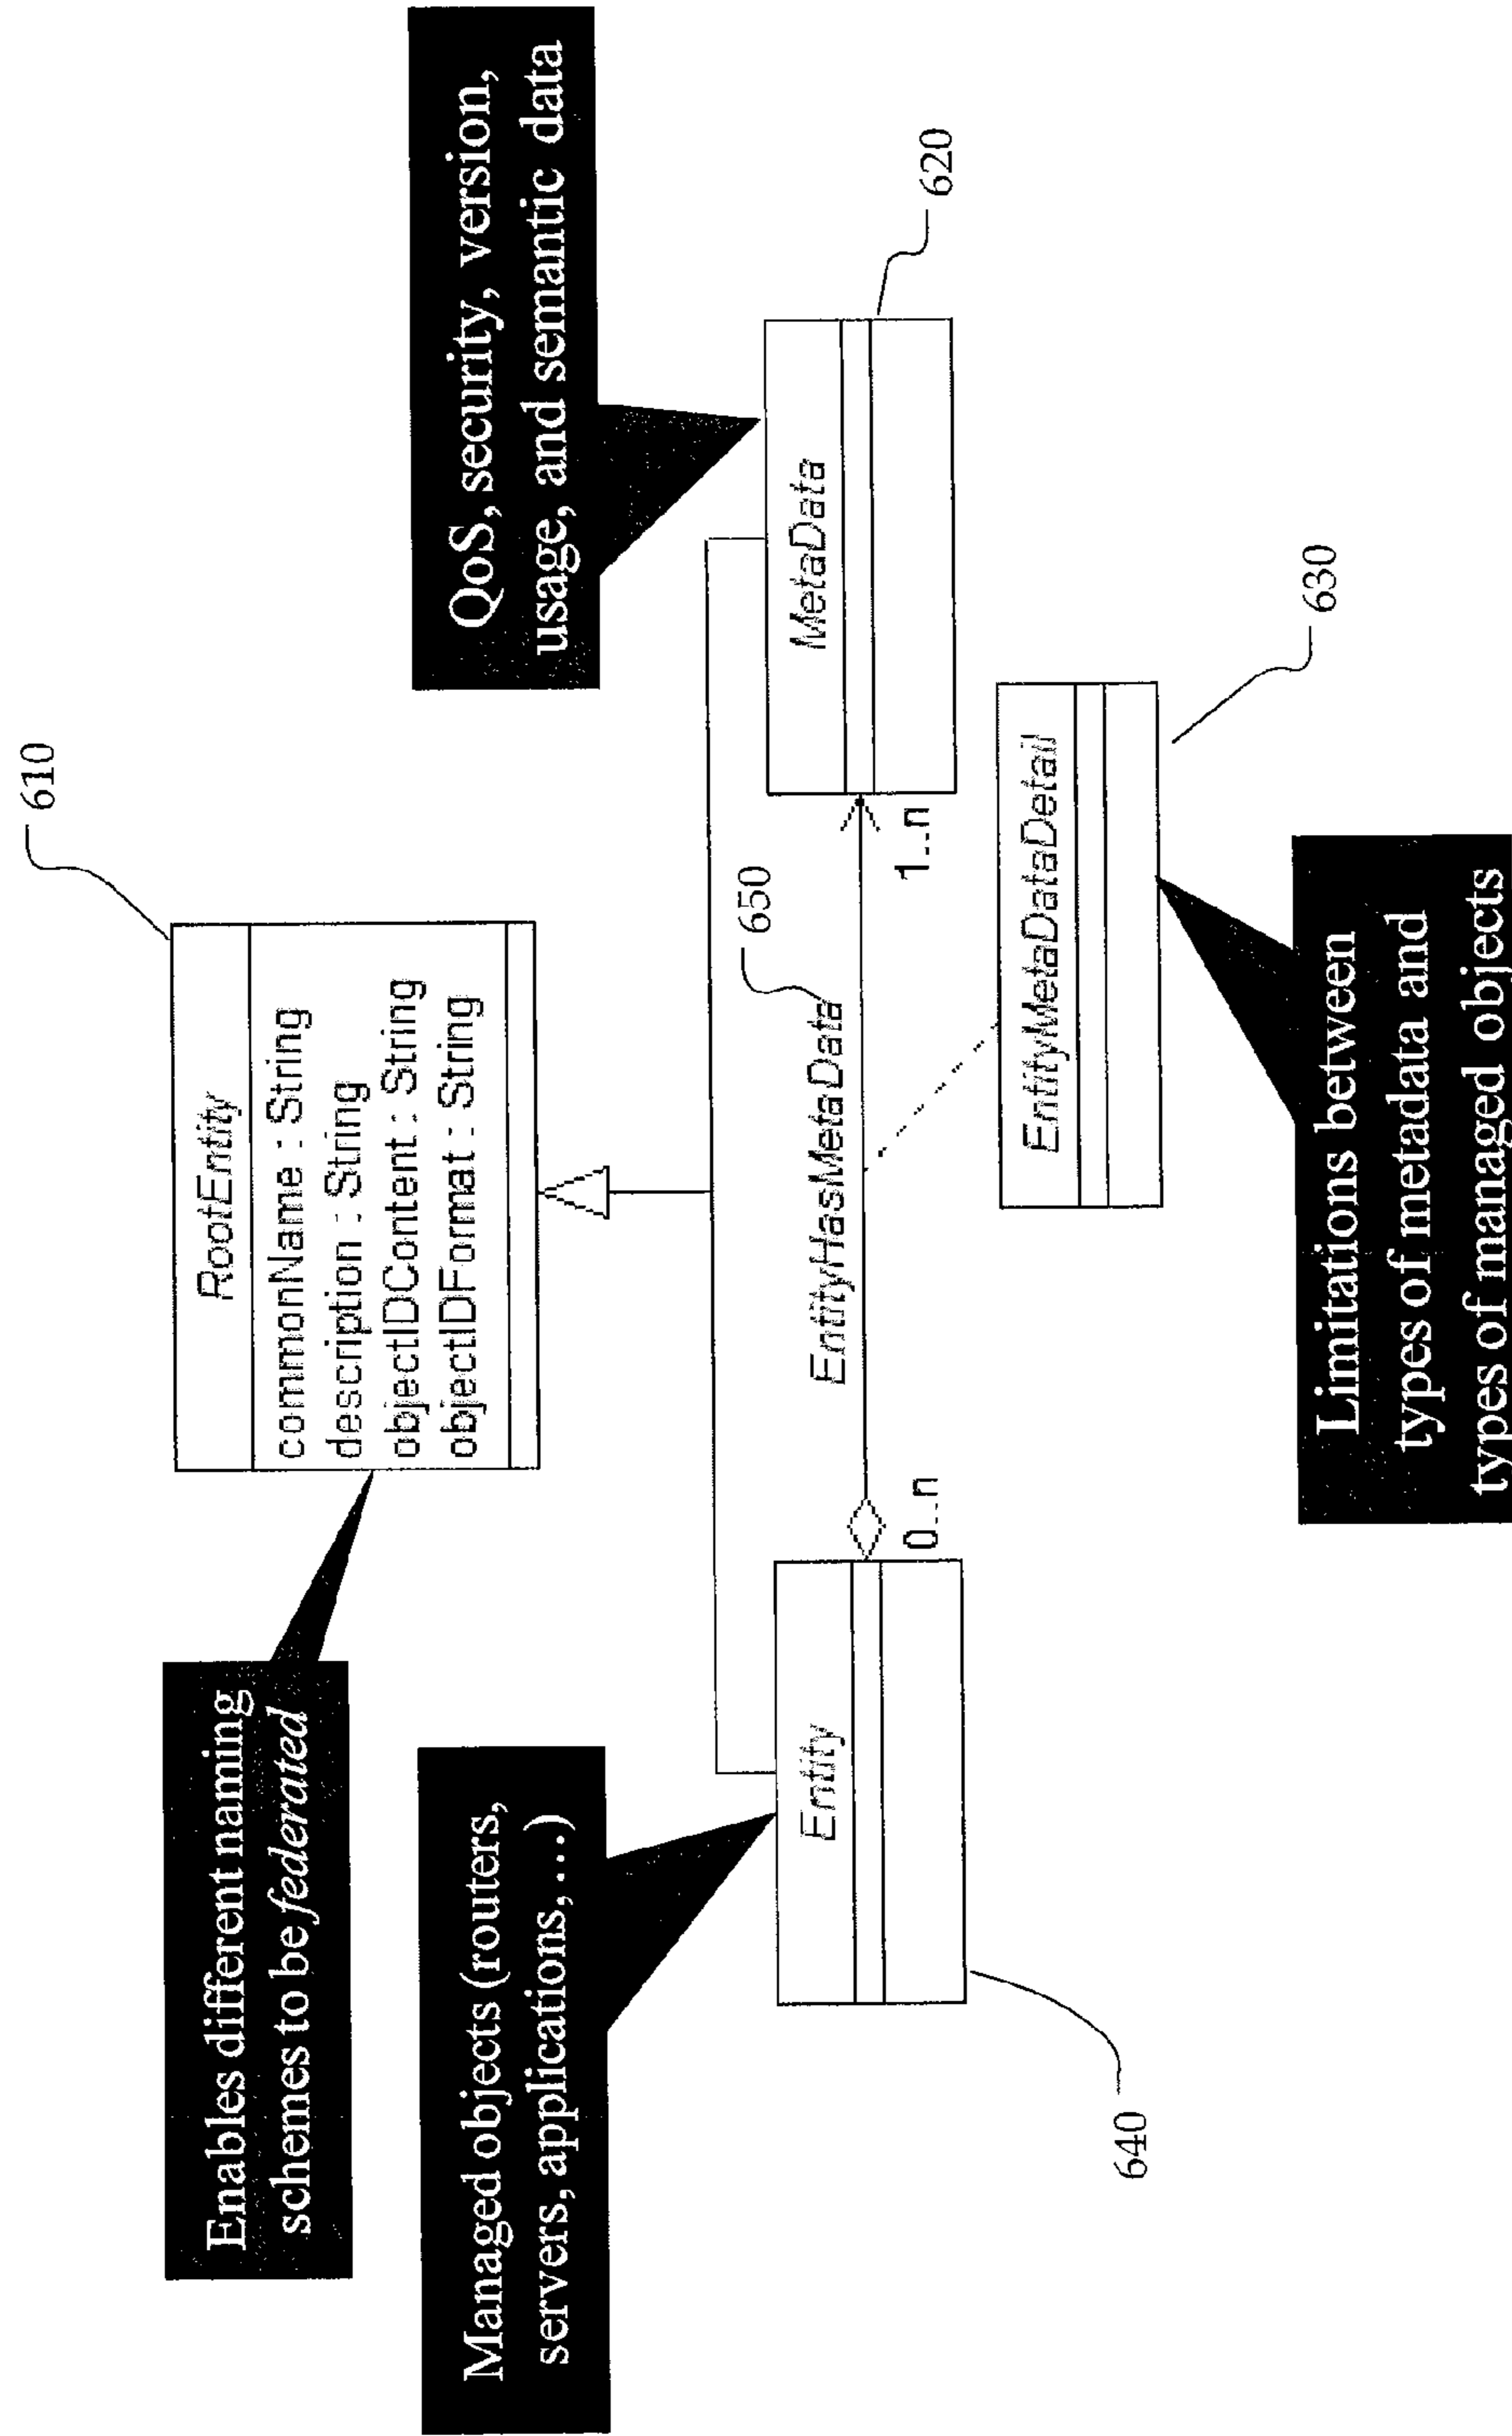 Enables different naming
schemes to be federated
610
RootEntity
commonName : String
description : String
objectIDContent : String
objectIDFormat : String
Managed objects (routers,
servers, applications,...)
QoS, security, version,
usage, and semantic data
Entity
640
0..n
EntityHasMetaData
650
1..n
MetaData
620
EntityMetaDataDetail
630
Limitations between
types of metadata and
types of managed objects